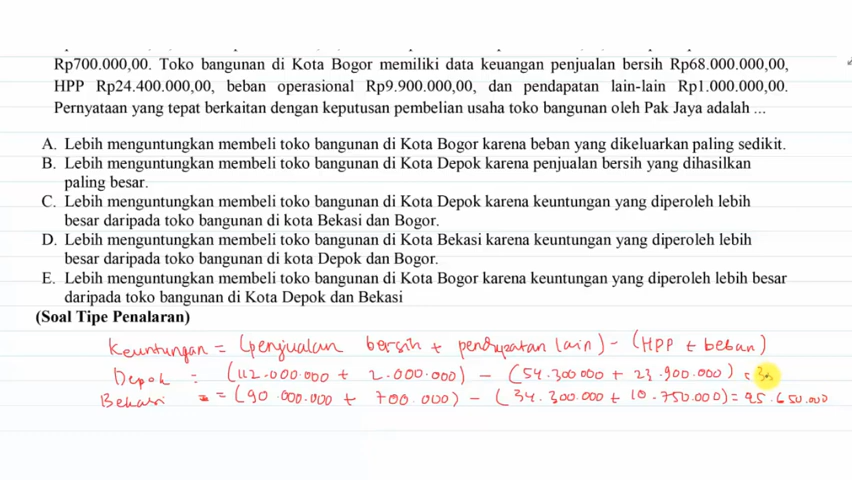 Rp700.000,00. Toko bangunan di Kota Bogor memiliki data keuangan penjualan bersih Rp68.000.000,00,
HPP Rp24.400.000,00, beban operasional Rp9.900.000,00, dan pendapatan lain-lain Rp1.000.000,00.
Pernyataan yang tepat berkaitan dengan keputusan pembelian usaha toko bangunan oleh Pak Jaya adalah ...
A. Lebih menguntungkan membeli toko bangunan di Kota Bogor karena beban yang dikeluarkan paling sedikit.
B. Lebih menguntungkan membeli toko bangunan di Kota Depok karena penjualan bersih yang dihasilkan
paling besar.
C. Lebih menguntungkan membeli toko bangunan di Kota Depok karena keuntungan yang diperoleh lebih
besar daripada toko bangunan di kota Bekasi dan Bogor.
D. Lebih menguntungkan membeli toko bangunan di Kota Bekasi karena keuntungan yang diperoleh lebih
besar daripada toko bangunan di kota Depok dan Bogor.
E. Lebih menguntungkan membeli toko bangunan di Kota Bogor karena keuntungan yang diperoleh lebih besar
daripada toko bangunan di Kota Depok dan Bekasi
(Soal Tipe Penalaran)
Keuntungan = (penjualan bersih + pendapatan lain) - (HPP + beban)
Depok = (112.000.000 + 2.000.000) - (54.300.000 + 23.900.000) =
Bekasi = = (90.000.000 + 700.000) - (34.300.000 + 10.750.000) = 45.650.000